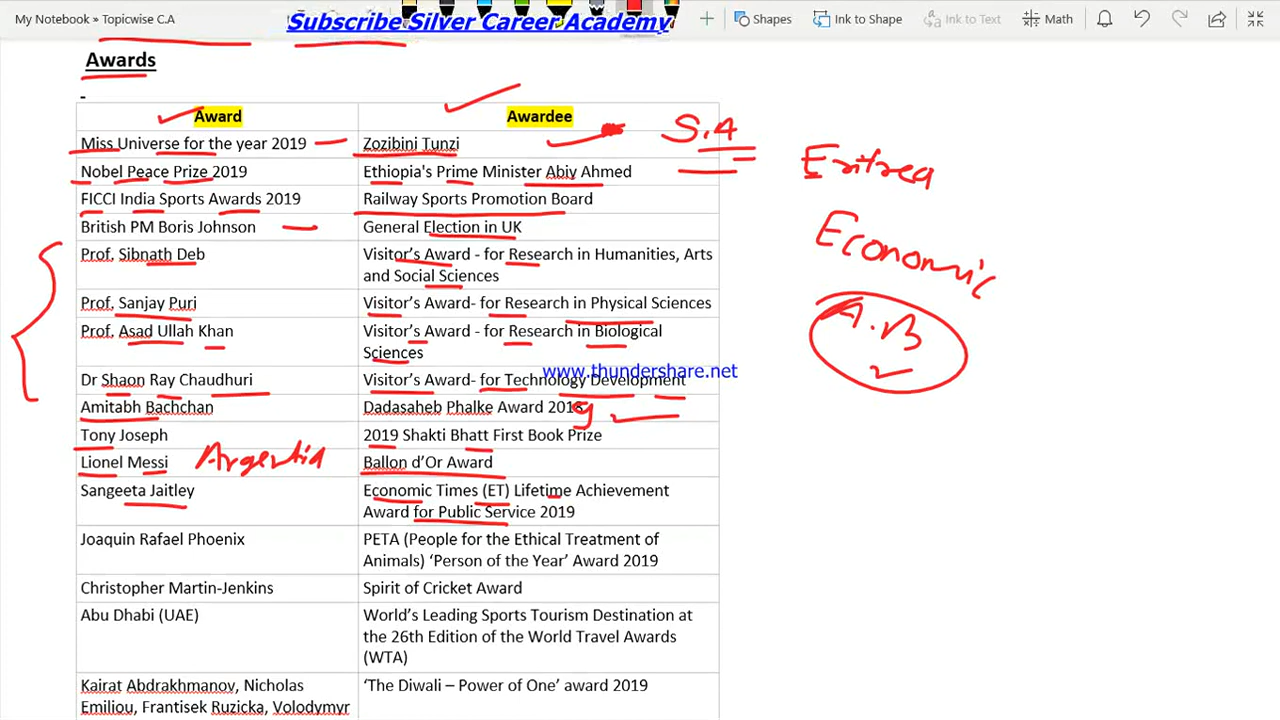 My Notebook » Topicwise C.A
Subscribe Silver Career Academy
Shapes
Ink to Shape
Ink to Text
Math
Awards
-
Award Awardee
Miss Universe for the year 2019 Zozibini Tunzi
S.A
Nobel Peace Prize 2019 Ethiopia's Prime Minister Abiy Ahmed
Eritrea
FICCI India Sports Awards 2019 Railway Sports Promotion Board
British PM Boris Johnson General Election in UK
Economic
Prof. Sibnath Deb Visitor's Award - for Research in Humanities, Arts
and Social Sciences
Prof. Sanjay Puri Visitor's Award- for Research in Physical Sciences
A.B
Prof. Asad Ullah Khan Visitor's Award - for Research in Biological
Sciences
www.thundershare.net
Dr Shaon Ray Chaudhuri Visitor's Award- for Technology Development
Amitabh Bachchan Dadasaheb Phalke Award 2018
9
Tony Joseph 2019 Shakti Bhatt First Book Prize
Lionel Messi Argentia Ballon d'Or Award
Sangeeta Jaitley Economic Times (ET) Lifetime Achievement
Award for Public Service 2019
Joaquin Rafael Phoenix PETA (People for the Ethical Treatment of
Animals) 'Person of the Year' Award 2019
Christopher Martin-Jenkins Spirit of Cricket Award
Abu Dhabi (UAE) World's Leading Sports Tourism Destination at
the 26th Edition of the World Travel Awards
(WTA)
Kairat Abdrakhmanov, Nicholas 'The Diwali – Power of One' award 2019
Emiliou, Frantisek Ruzicka, Volodymyr